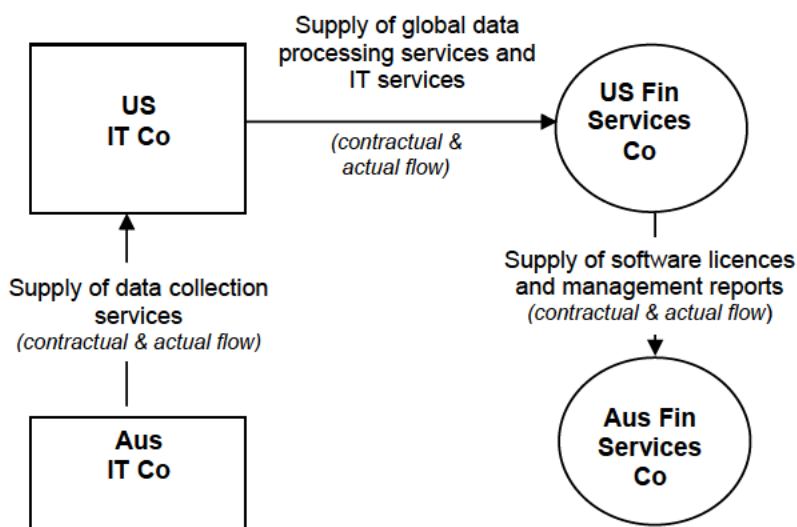 Supply of global data
processing services and
IT services
US
IT Co
US Fin
Services
Co
(contractual &
actual flow)
Supply of data collection
services
(contractual & actual flow)
Supply of software licences
and management reports
(contractual & actual flow)
Aus
IT Co
Aus Fin
Services
Co